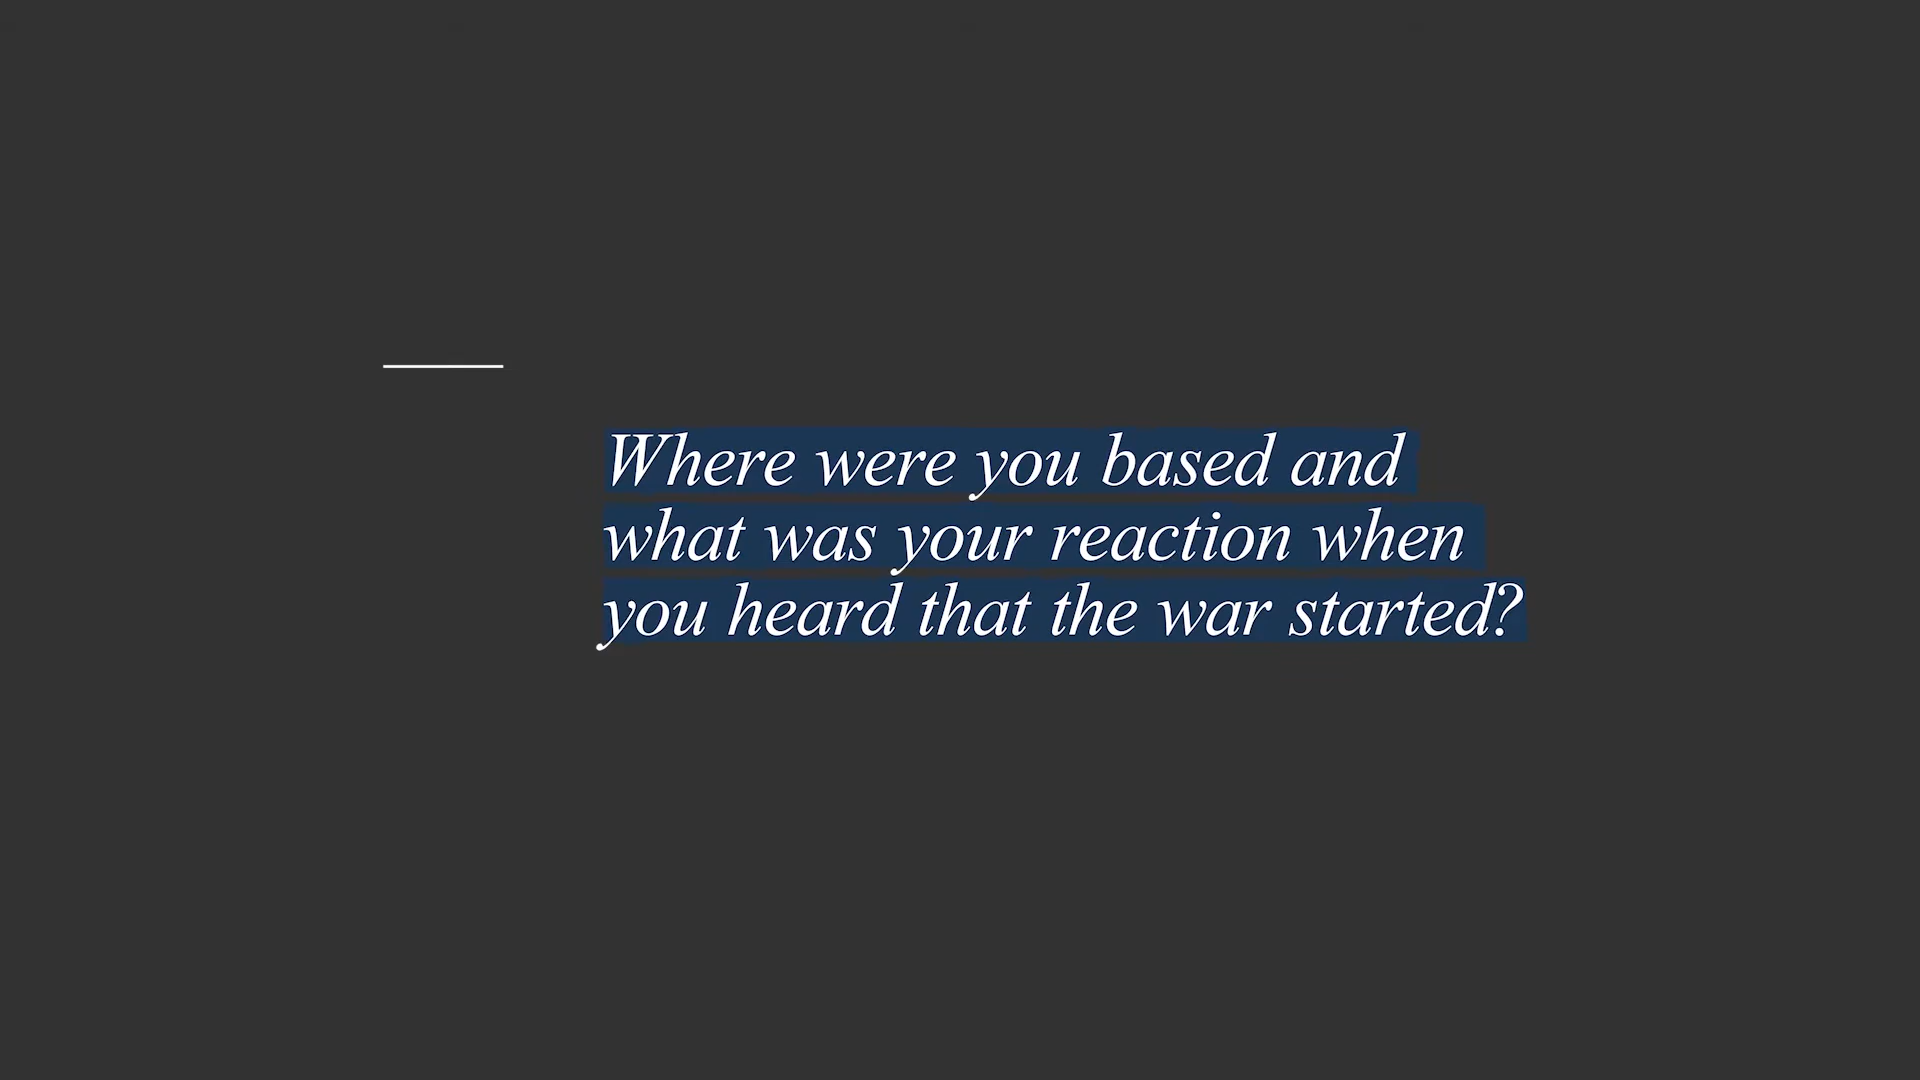 Where were you based and
what was your reaction when
you heard that the war started?